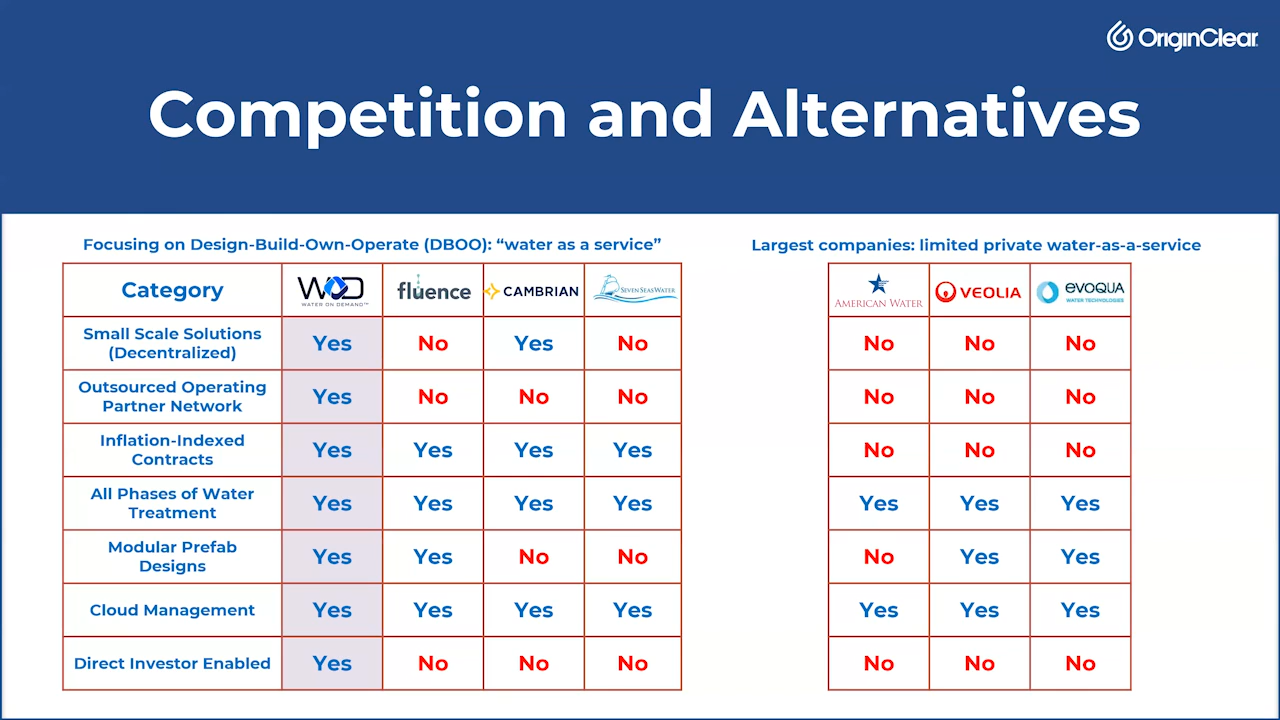 OriginClear
Competition and Alternatives
Focusing on Design-Build-Own-Operate (DBOO): “water as a service”
Category
WOD
WATER ON DEMAND™
fluence
CAMBRIAN
SEVEN SEAS WATER
Small Scale Solutions
(Decentralized)
Yes
No
Yes
No
Outsourced Operating
Partner Network
Yes
No
No
No
Inflation-Indexed
Contracts
Yes
Yes
Yes
Yes
All Phases of Water
Treatment
Yes
Yes
Yes
Yes
Modular Prefab
Designs
Yes
Yes
No
No
Cloud Management
Yes
Yes
Yes
Yes
Direct Investor Enabled
Yes
No
No
No
Largest companies: limited private water-as-a-service
AMERICAN WATER
VEOLIA
evoqua
WATER TECHNOLOGIES
No
No
No
No
No
No
No
No
No
Yes
Yes
Yes
No
Yes
Yes
Yes
Yes
Yes
No
No
No